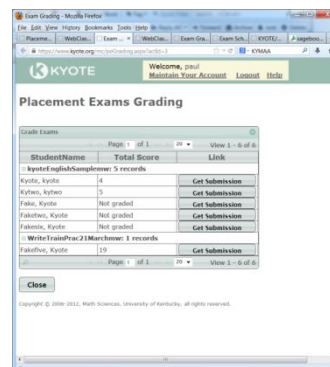 Exam Grading - Mozilla Firefox
File Edit View History Bookmarks Tools Help
Placeme... WebClas... Exam ... WebClas... Exam Gra... Exam Sch... KYOTE/...
https://www.kyote.org
KYOTE
Welcome, paul
Maintain Your Account Logout Help
Placement Exams Grading
Grade Exams
Page 1 of 1 20 View 1 - 6 of 6
StudentName Total Score Link
kyoteEnglishSamplemw: 5 records
Kyoto, kyote 4 Get Submission
Kytwo, kytwo 5 Get Submission
Fake, Kyote Not graded Get Submission
Faketwo, Kyote Not graded Get Submission
Fakesix, Kyote Not graded Get Submission
WriteTrainPrac21Marchmw: 1 records
Fakefive, Kyote 19 Get Submission
Page 1 of 1 20 View 1 - 6 of 6
Close
Copyright © 2006-2012, Math Sciences, University of Kentucky, all rights reserved.